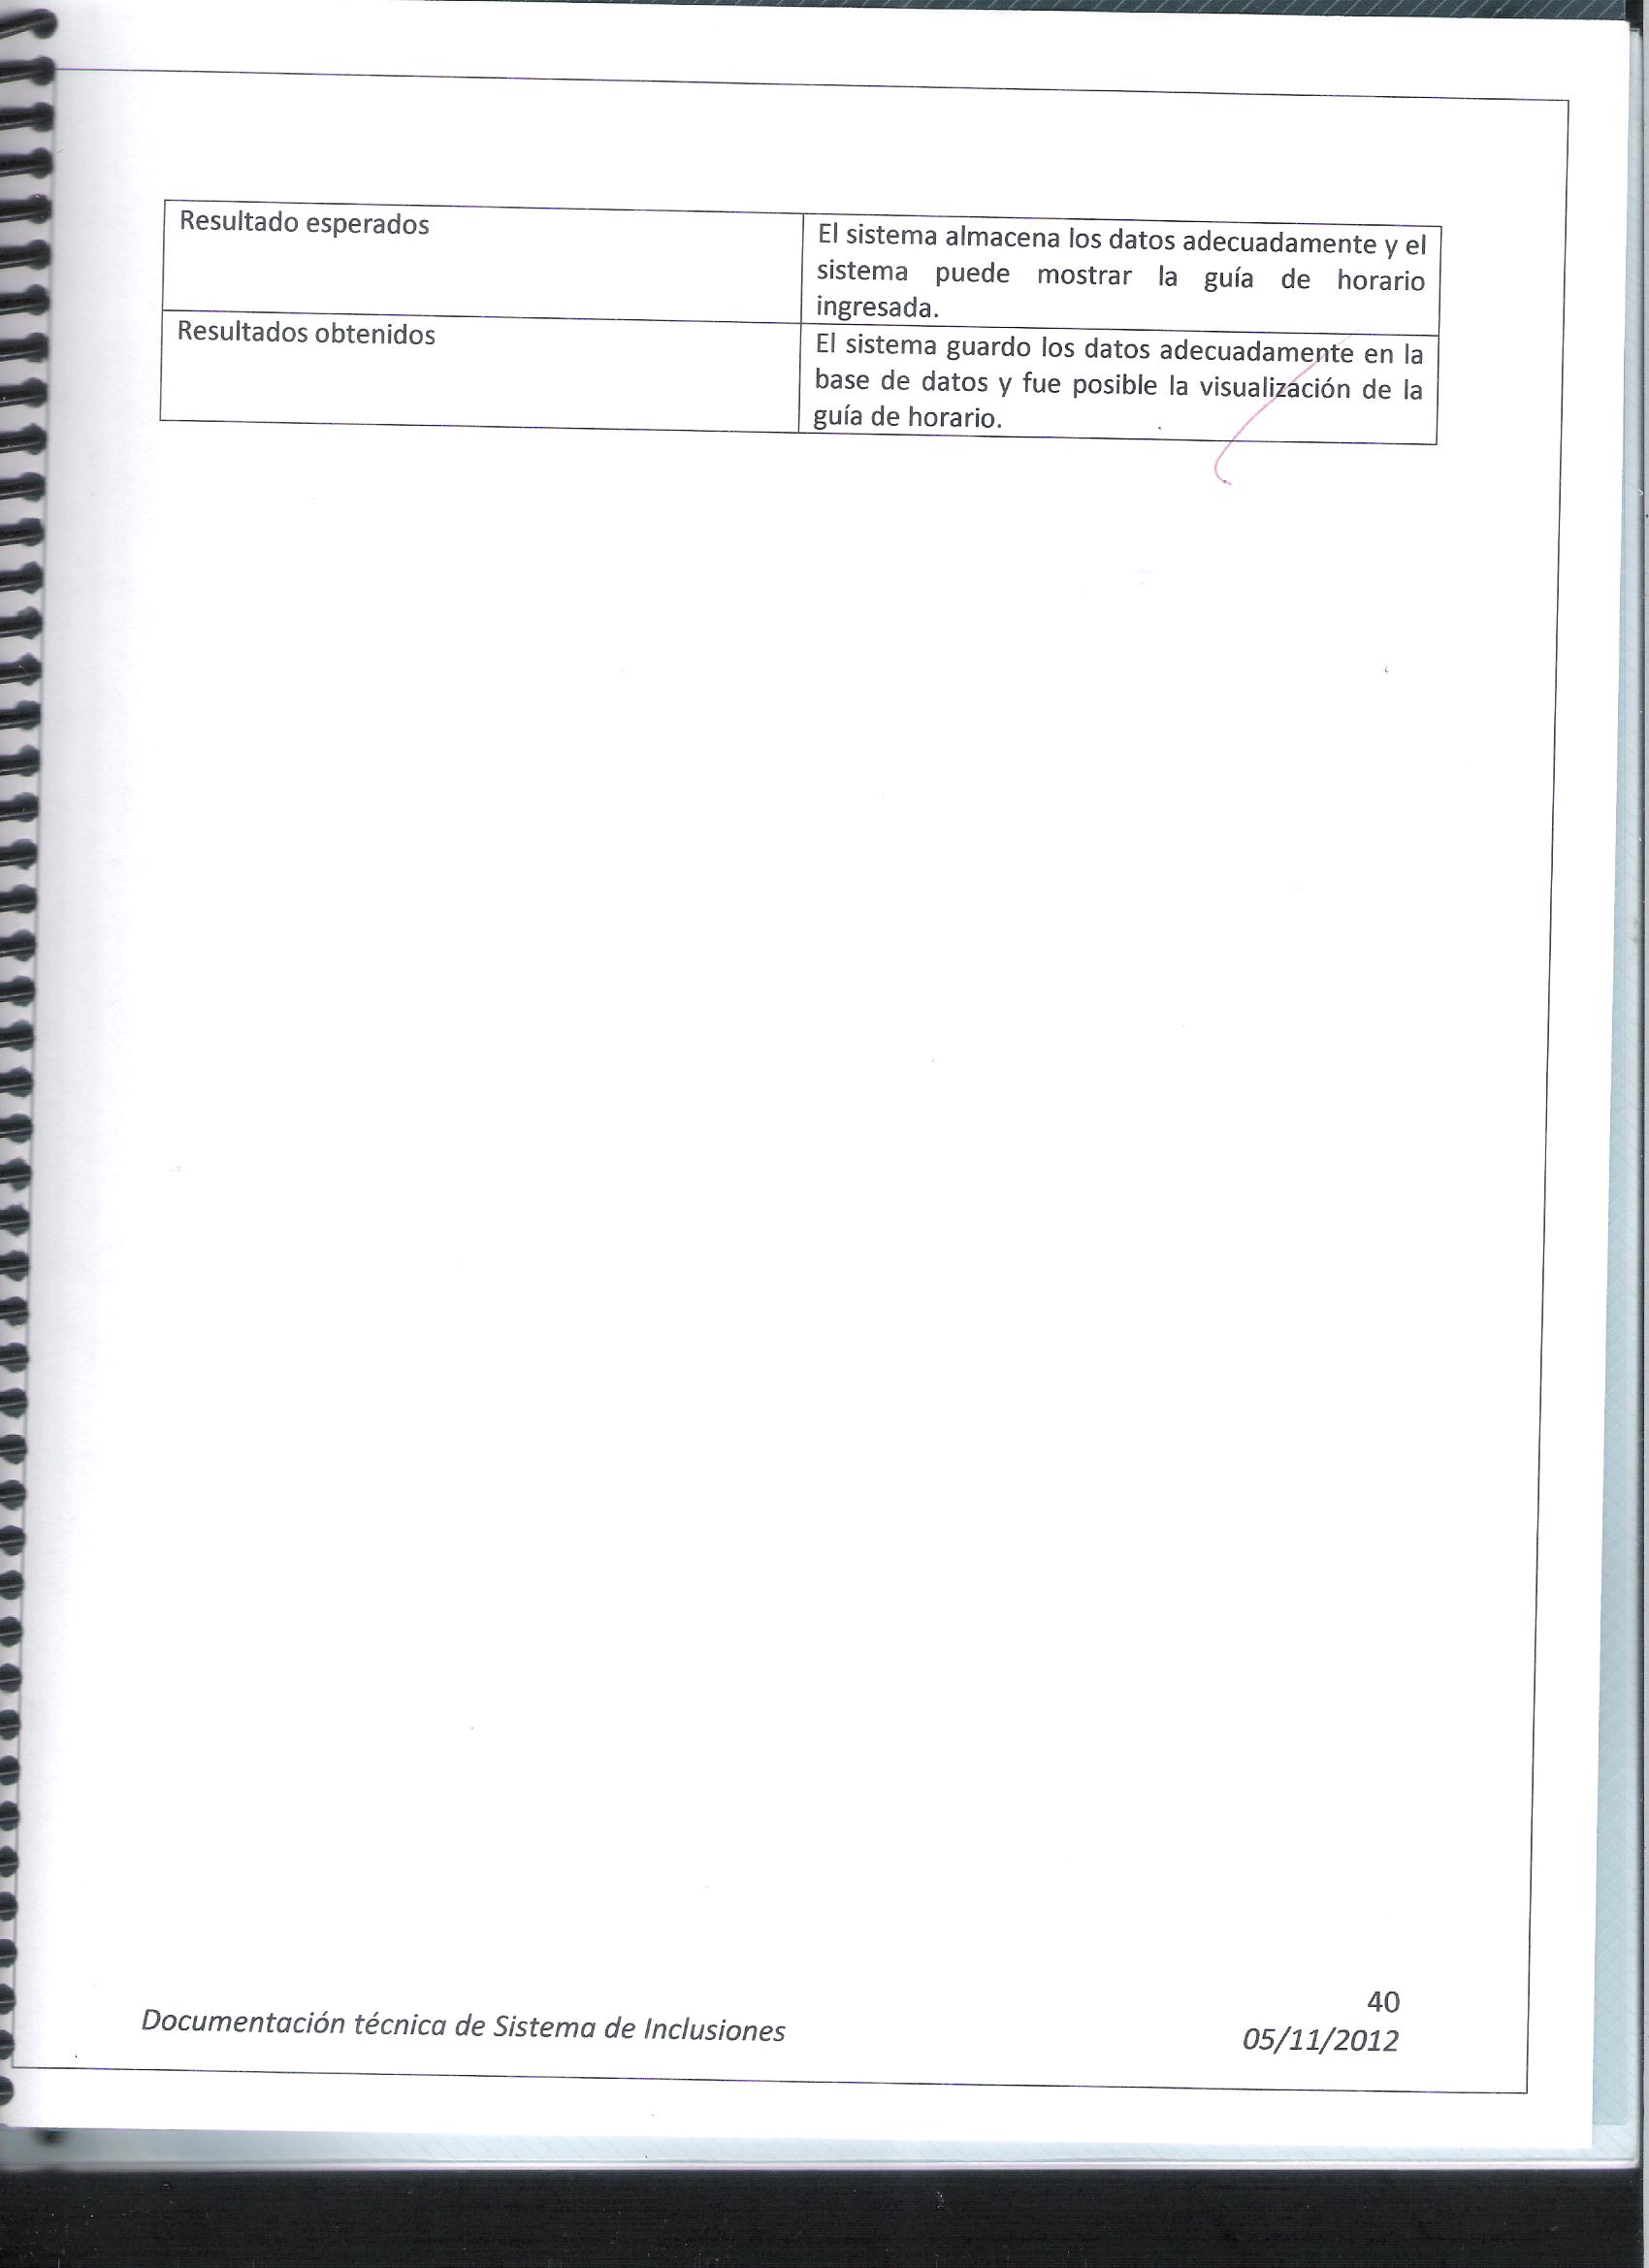 Resultado esperados
El sistema almacena los datos adecuadamente y el
sistema puede mostrar la guía de horario
ingresada.
Resultados obtenidos
El sistema guardo los datos adecuadamente en la
base de datos y fue posible la visualización de la
guía de horario.
40
Documentación técnica de Sistema de Inclusiones
05/11/2012